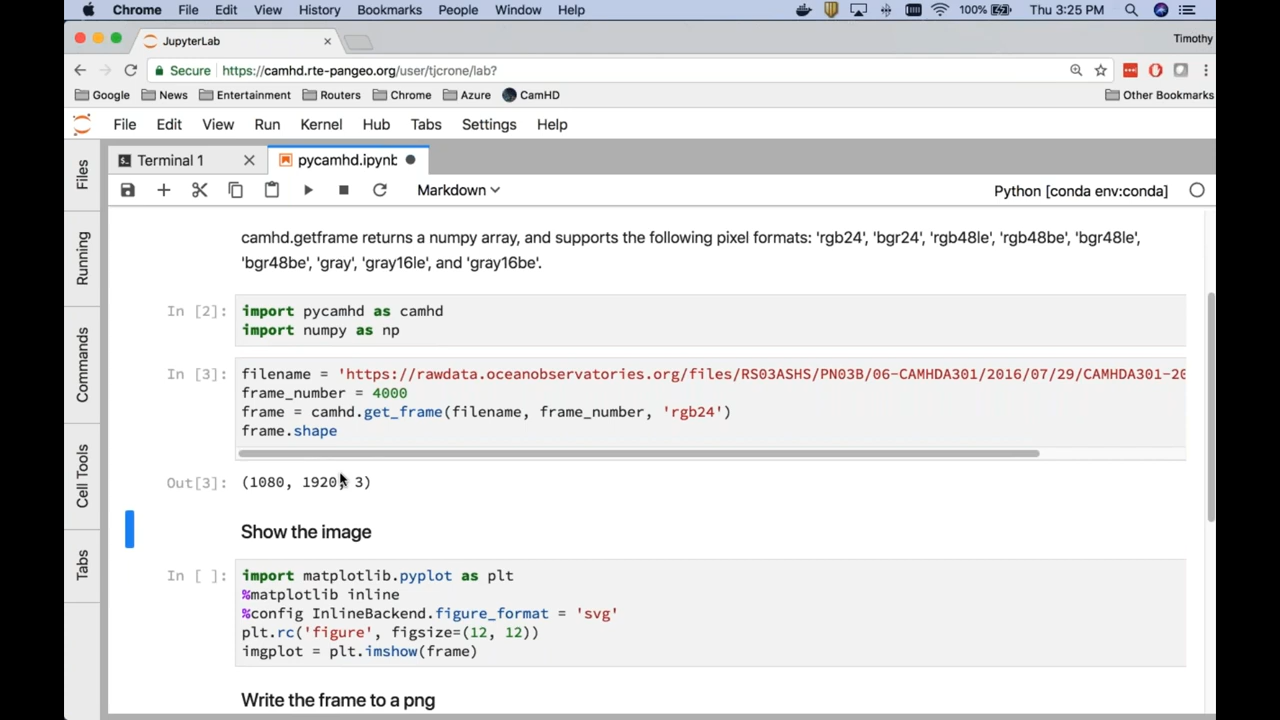 Chrome File Edit View History Bookmarks People Window Help 100% Thu 3:25 PM
JupyterLab × Timothy
Secure https://camhd.rte-pangeo.org/user/tjcrone/lab?
Google News Entertainment Routers Chrome Azure CamHD Other Bookmarks
File Edit View Run Kernel Hub Tabs Settings Help
Terminal 1 × pycamhd.ipynb
Markdown Python [conda env:conda]
Files
Running
Commands
Cell Tools
Tabs
camhd.getframe returns a numpy array, and supports the following pixel formats: 'rgb24', 'bgr24', 'rgb48le', 'rgb48be', 'bgr48le',
'bgr48be', 'gray', 'gray16le', and 'gray16be'.
In [2]: import pycamhd as camhd
import numpy as np
In [3]: filename = 'https://rawdata.oceanobservatories.org/files/RS03ASHS/PN03B/06-CAMHDA301/2016/07/29/CAMHDA301-20
frame_number = 4000
frame = camhd.get_frame(filename, frame_number, 'rgb24')
frame.shape
Out[3]: (1080, 1920, 3)
Show the image
In [ ]: import matplotlib.pyplot as plt
%matplotlib inline
%config InlineBackend.figure_format = 'svg'
plt.rc('figure', figsize=(12, 12))
imgplot = plt.imshow(frame)
Write the frame to a png